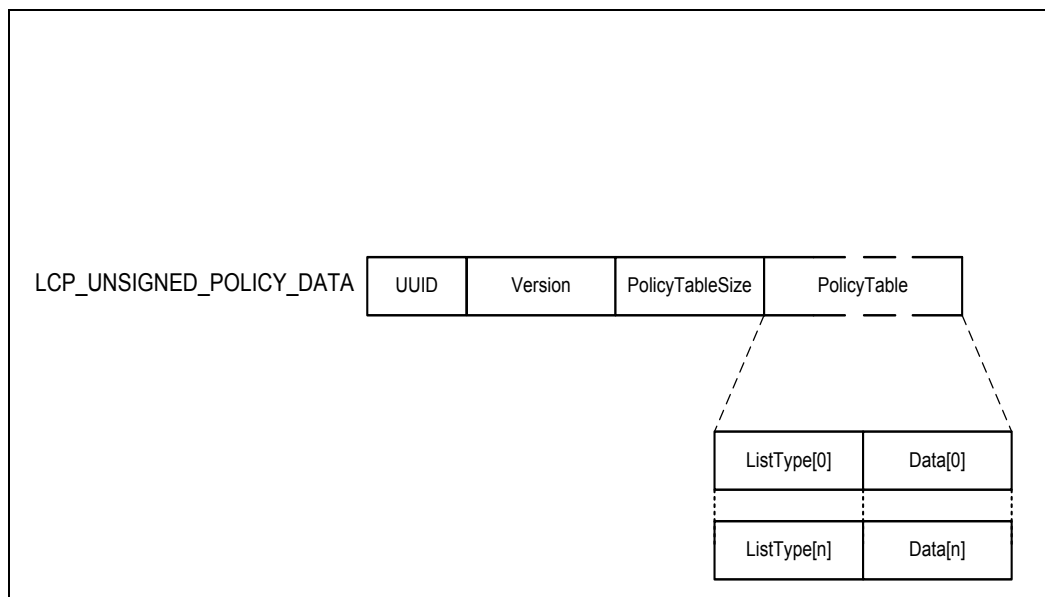 LCP_UNSIGNED_POLICY_DATA UUID Version PolicyTableSize PolicyTable
ListType[0] Data[0]
ListType[n] Data[n]